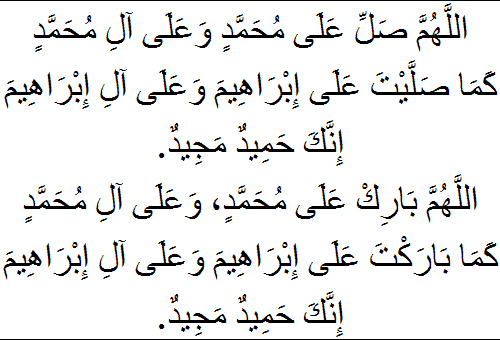 اللَّهُمَّ صَلِّ عَلَى مُحَمَّدٍ وَعَلَى آلِ مُحَمَّدٍ
كَمَا صَلَّيْتَ عَلَى إِبْرَاهِيمَ وَعَلَى آلِ إِبْرَاهِيمَ
إِنَّكَ حَمِيدٌ مَجِيدٌ.
اللَّهُمَّ بَارِكْ عَلَى مُحَمَّدٍ، وَعَلَى آلِ مُحَمَّدٍ
كَمَا بَارَكْتَ عَلَى إِبْرَاهِيمَ وَعَلَى آلِ إِبْرَاهِيمَ
إِنَّكَ حَمِيدٌ مَجِيدٌ.